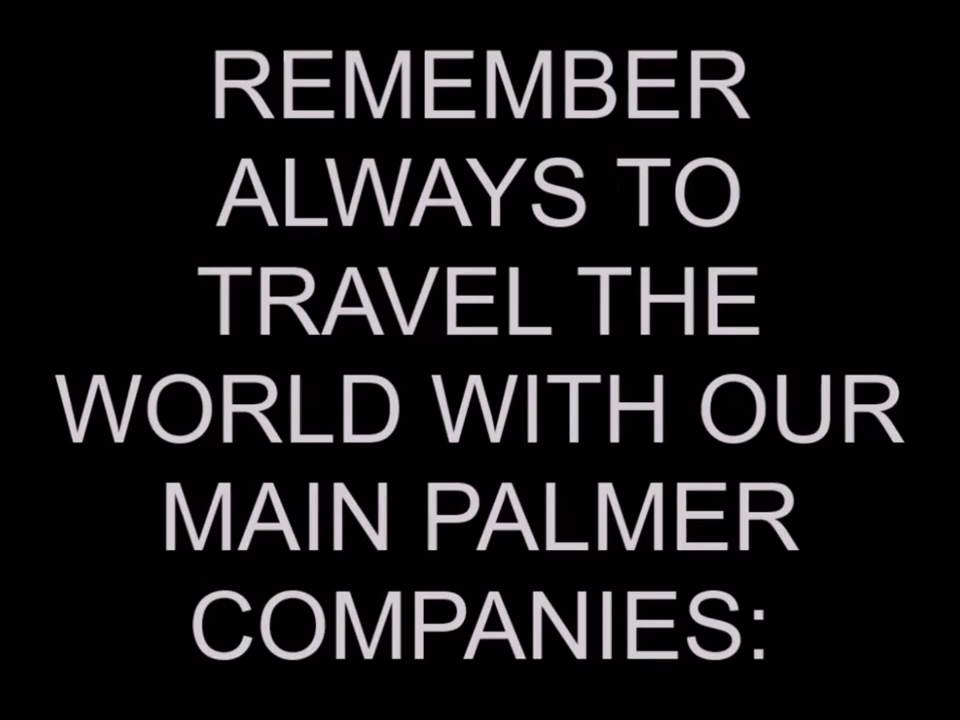 REMEMBER
ALWAYS TO
TRAVEL THE
WORLD WITH OUR
MAIN PALMER
COMPANIES: